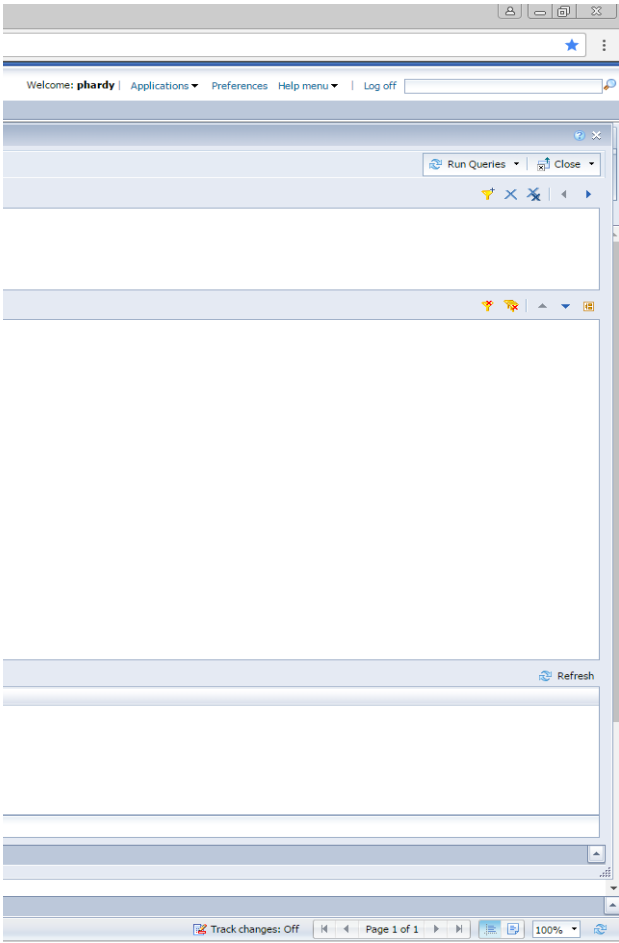 Welcome: phardy | Applications Preferences Help menu | Log off
Run Queries Close
Refresh
Track changes: Off Page 1 of 1 100%